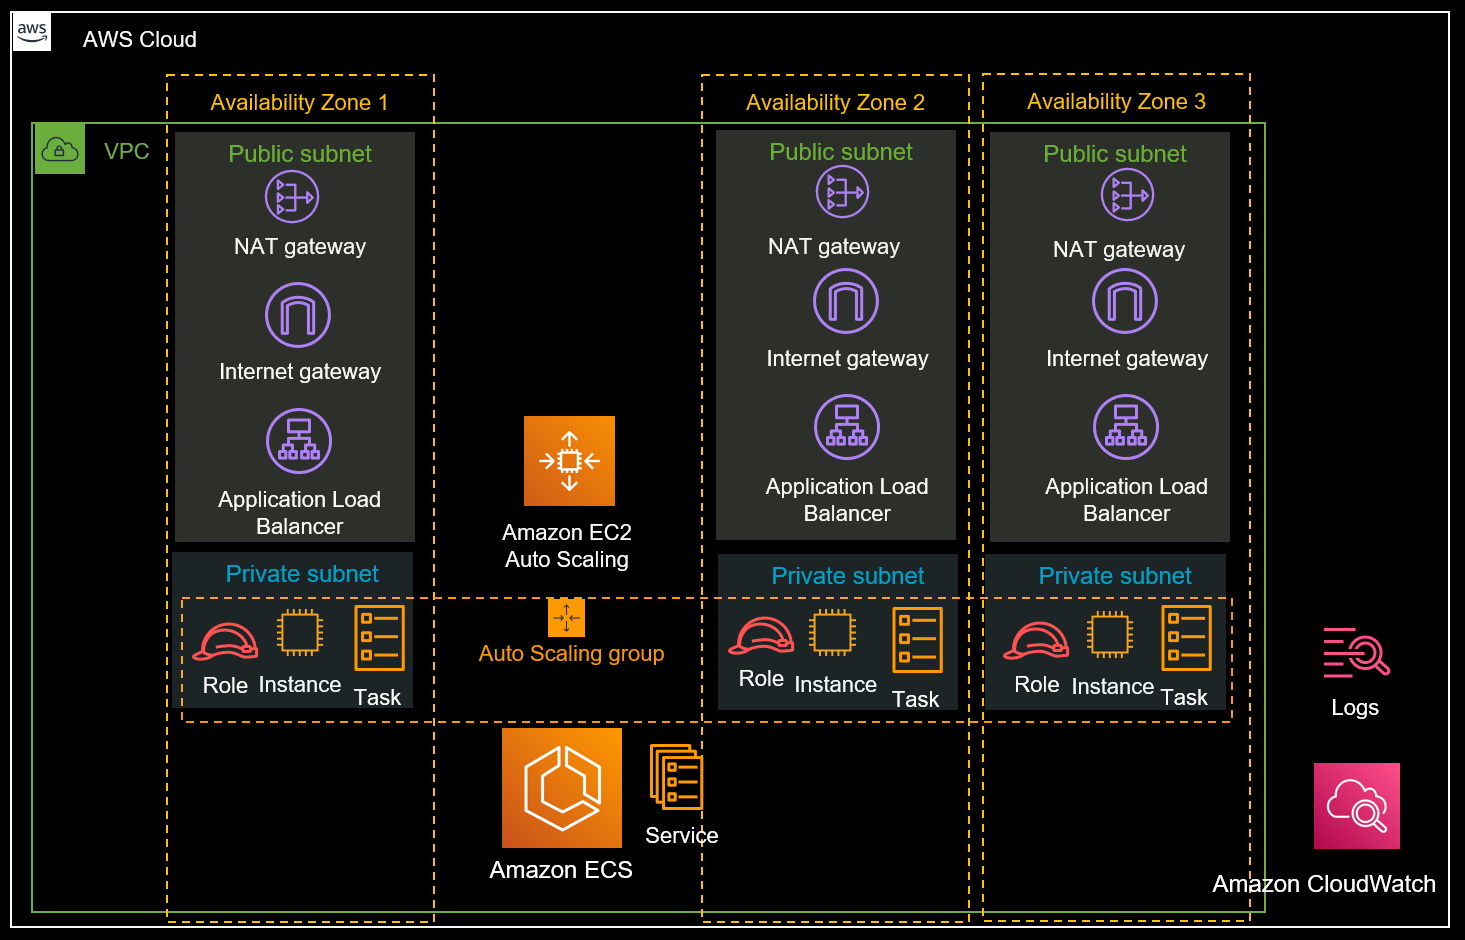 aws
AWS Cloud
Availability Zone 1
Availability Zone 2
Availability Zone 3
VPC
Public subnet
NAT gateway
Internet gateway
Application Load
Balancer
Private subnet
Role
Instance
Task
Amazon EC2
Auto Scaling
Auto Scaling group
Amazon ECS
Service
Public subnet
NAT gateway
Internet gateway
Application Load
Balancer
Private subnet
Role
Instance
Task
Public subnet
NAT gateway
Internet gateway
Application Load
Balancer
Private subnet
Role
Instance
Task
Logs
Amazon CloudWatch